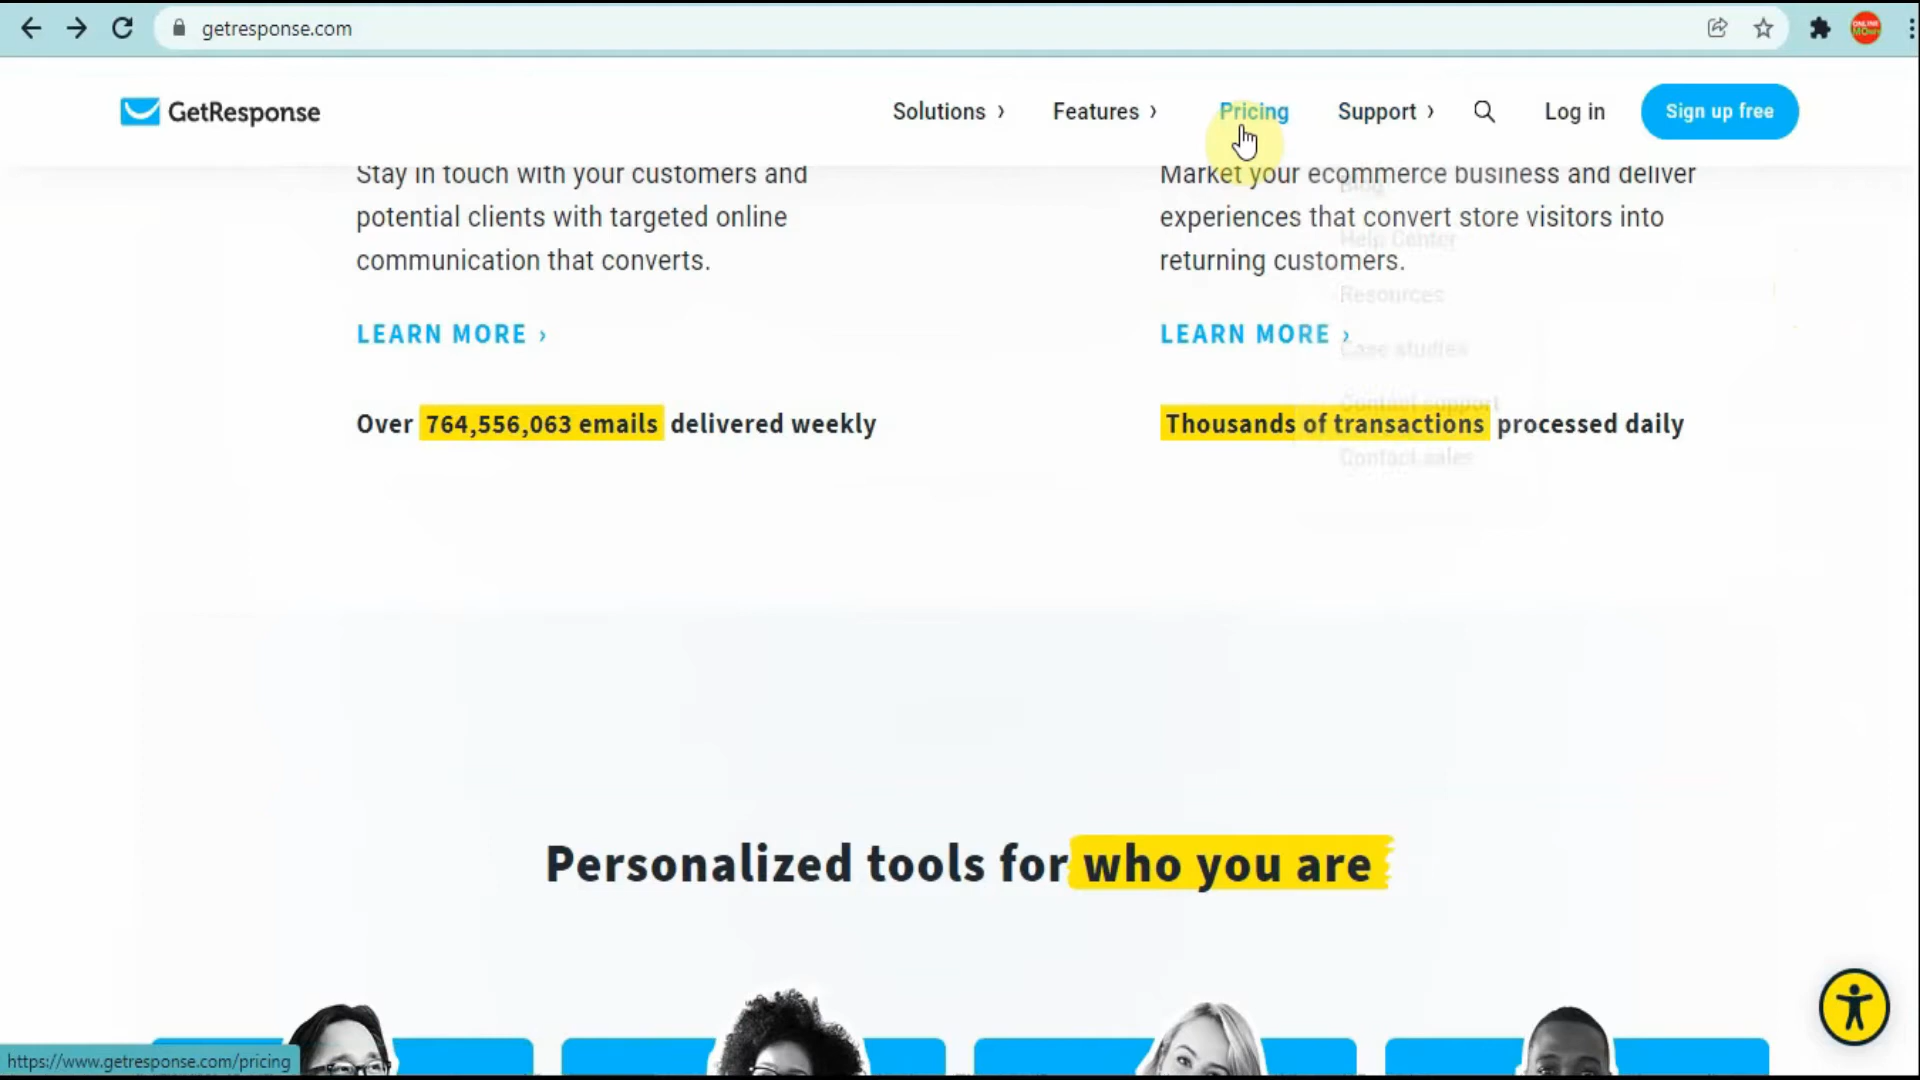 getresponse.com
ONLINE
GetResponse
Solutions ›
Features ›
Pricing
Support ›
Log in
Sign up free
Stay in touch with your customers and
potential clients with targeted online
communication that converts.
LEARN MORE ›
Over 764,556,063 emails delivered weekly
Market your ecommerce business and deliver
experiences that convert store visitors into
returning customers.
LEARN MORE ›
Thousands of transactions processed daily
Blog
Help Center
Resources
Case studies
Contact support
Contact sales
Personalized tools for who you are
https://www.getresponse.com/pricing